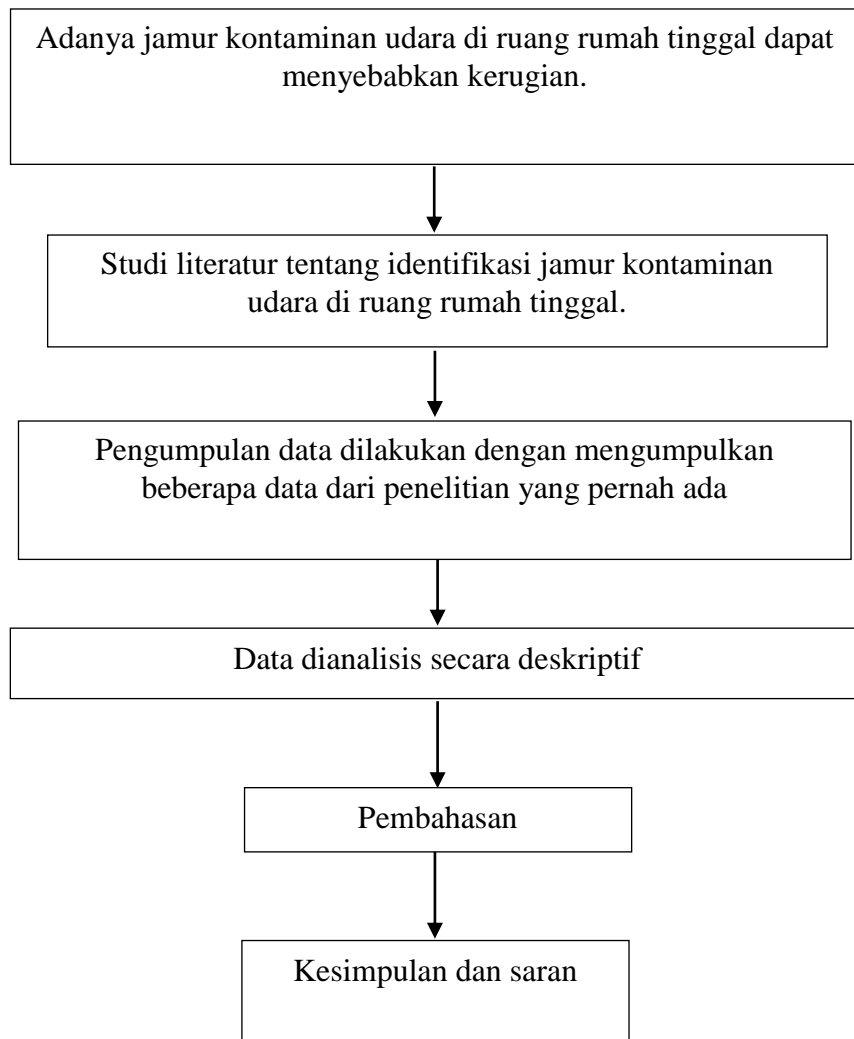 Adanya jamur kontaminan udara di ruang rumah tinggal dapat
menyebabkan kerugian.
Studi literatur tentang identifikasi jamur kontaminan
udara di ruang rumah tinggal.
Pengumpulan data dilakukan dengan mengumpulkan
beberapa data dari penelitian yang pernah ada
Data dianalisis secara deskriptif
Pembahasan
Kesimpulan dan saran